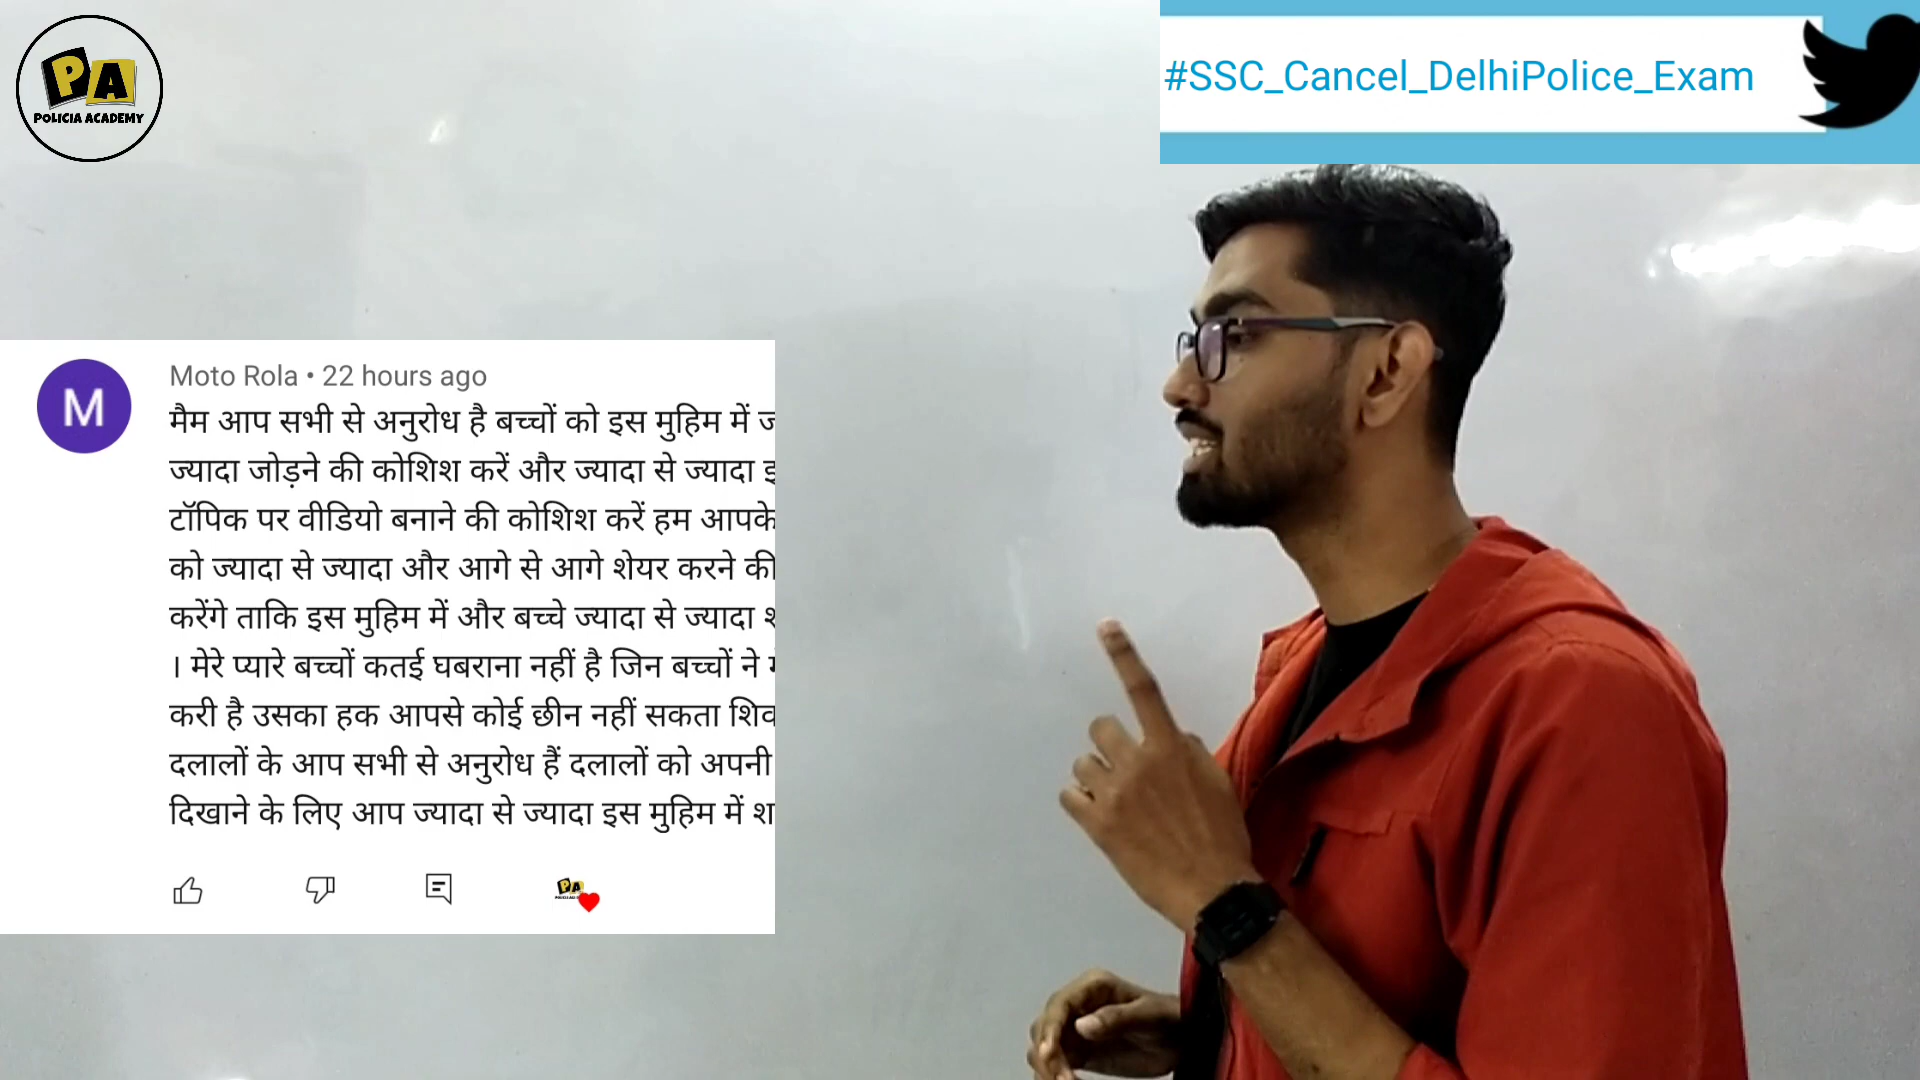 PA
POLICIA ACADEMY
#SSC_Cancel_DelhiPolice_Exam
M
Moto Rola • 22 hours ago
मैम आप सभी से अनुरोध है बच्चों को इस मुहिम में
ज्यादा जोड़ने की कोशिश करें और ज्यादा से ज्यादा
टॉपिक पर वीडियो बनाने की कोशिश करें हम आपके
को ज्यादा से ज्यादा और आगे से आगे शेयर करने की
करेंगे ताकि इस मुहिम में और बच्चे ज्यादा से ज्यादा
। मेरे प्यारे बच्चों कतई घबराना नहीं है जिन बच्चों ने
करी है उसका हक आपसे कोई छीन नहीं सकता
दलालों के आप सभी से अनुरोध हैं दलालों को अपनी
दिखाने के लिए आप ज्यादा से ज्यादा इस मुहिम में
PA